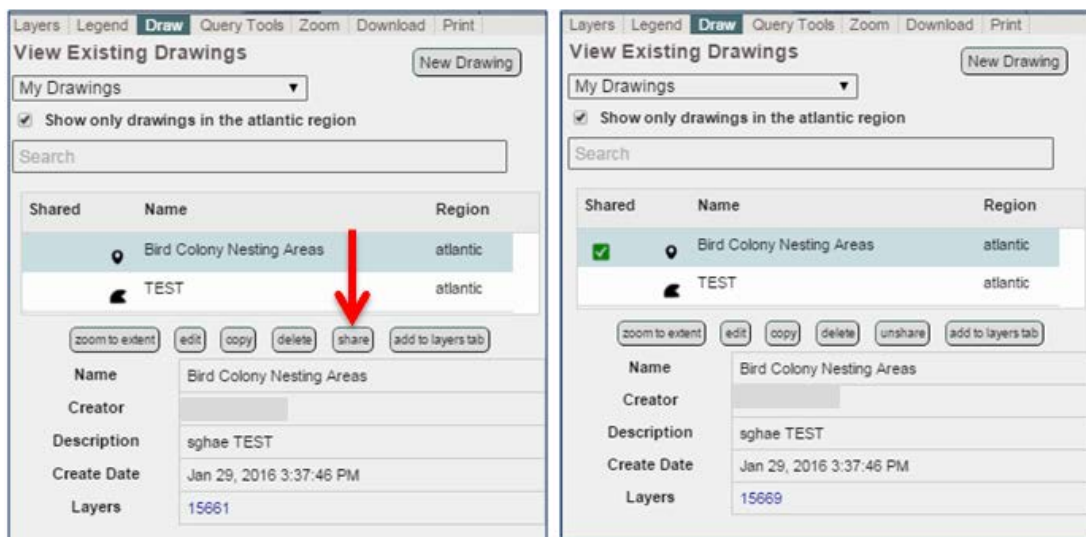 Layers Legend Draw Query Tools Zoom Download Print
View Existing Drawings
New Drawing
My Drawings
Show only drawings in the atlantic region
Search
Shared Name Region
Bird Colony Nesting Areas atlantic
TEST atlantic
zoom to extent edit copy delete share add to layers tab
Name Bird Colony Nesting Areas
Creator
Description sghae TEST
Create Date Jan 29, 2016 3:37:46 PM
Layers 15661
Layers Legend Draw Query Tools Zoom Download Print
View Existing Drawings
New Drawing
My Drawings
Show only drawings in the atlantic region
Search
Shared Name Region
Bird Colony Nesting Areas atlantic
TEST atlantic
zoom to extent edit copy delete unshare add to layers tab
Name Bird Colony Nesting Areas
Creator
Description sghae TEST
Create Date Jan 29, 2016 3:37:46 PM
Layers 15669